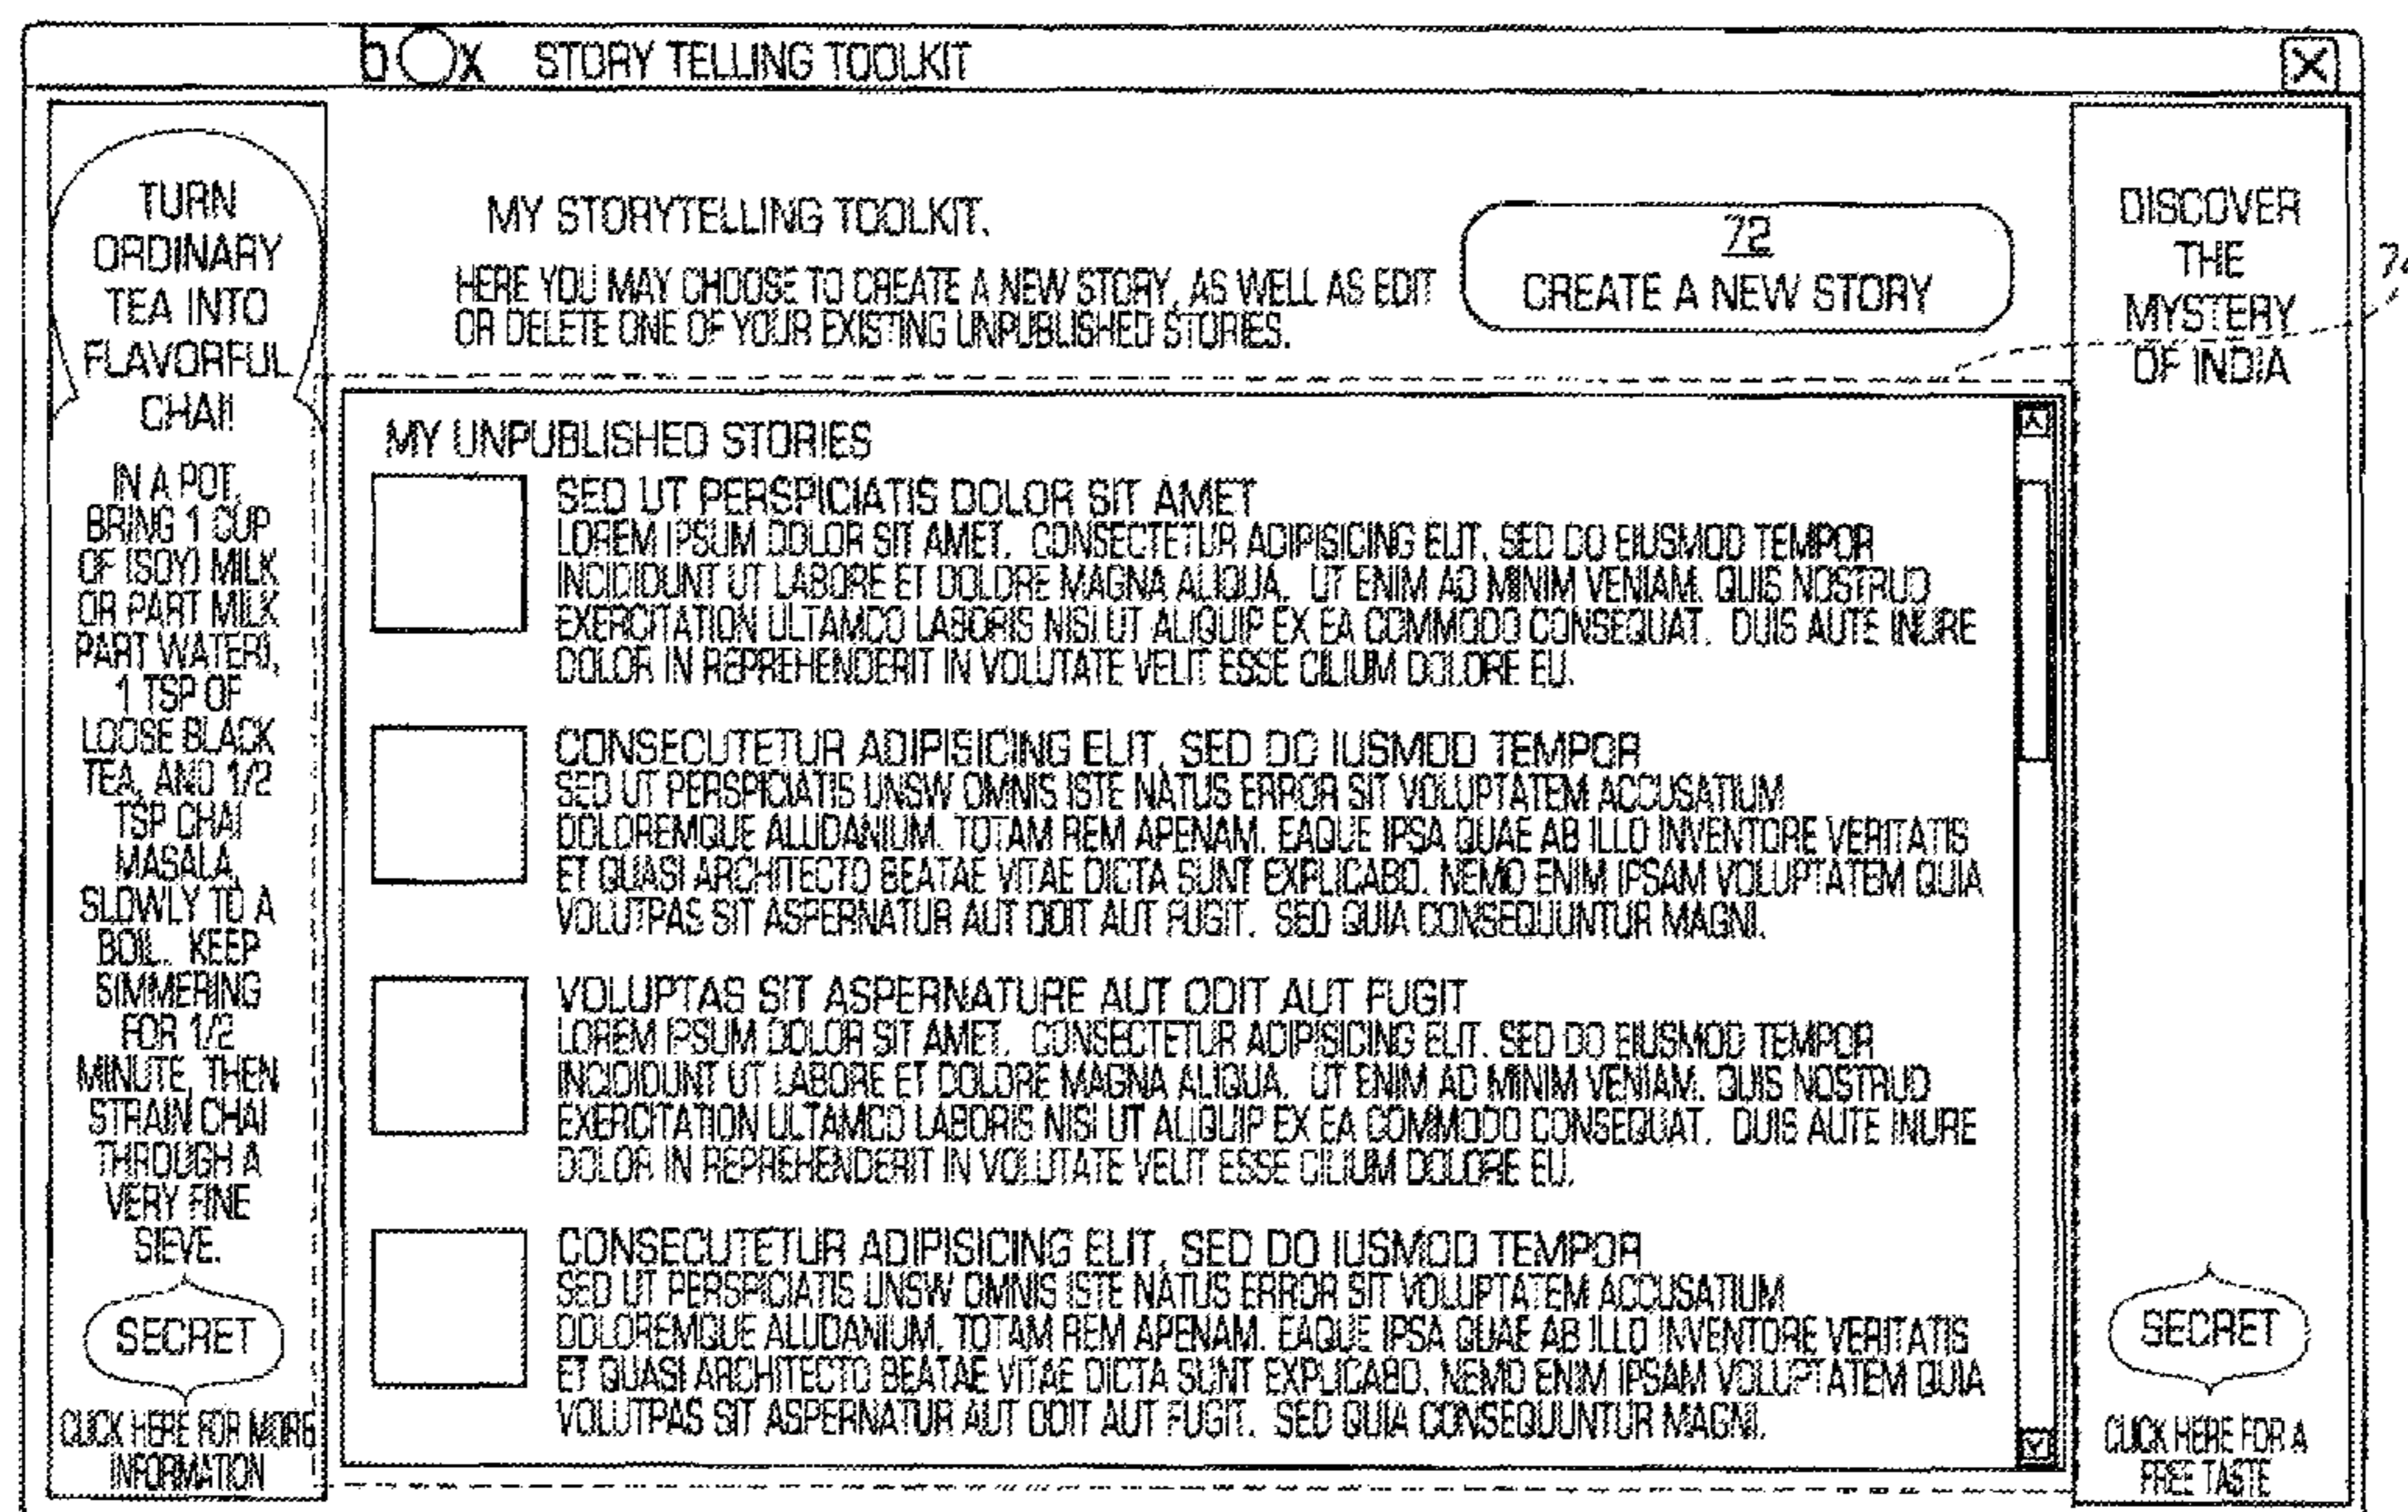 bOx STORY TELLING TOOLKIT
X
TURN
ORDINARY
TEA INTO
FLAVORFUL
CHAI!
IN A POT,
BRING 1 CUP
OF (SOY) MILK
OR PART MILK
PART WATER),
1 TSP OF
LOOSE BLACK
TEA, AND 1/2
TSP CHAI
MASALA,
SLOWLY TO A
BOIL. KEEP
SIMMERING
FOR 1/2
MINUTE, THEN
STRAIN CHAI
THROUGH A
VERY FINE
SIEVE.
SECRET
CLICK HERE FOR MORE
INFORMATION
MY STORYTELLING TOOLKIT.
HERE YOU MAY CHOOSE TO CREATE A NEW STORY, AS WELL AS EDIT
OR DELETE ONE OF YOUR EXISTING UNPUBLISHED STORIES.
72
CREATE A NEW STORY
MY UNPUBLISHED STORIES
SED UT PERSPICIATIS DOLOR SIT AMET
LOREM IPSUM DOLOR SIT AMET. CONSECTETUR ADIPISICING ELIT. SED DO EIUSMOD TEMPOR
INCIDIDUNT UT LABORE ET DOLORE MAGNA ALIQUA. UT ENIM AD MINIM VENIAM. QUIS NOSTRUD
EXERCITATION ULTAMCO LABORIS NISI UT ALIQUIP EX EA COMMODO CONSEQUAT. DUIS AUTE INURE
DOLOR IN REPREHENDERIT IN VOLUTATE VELIT ESSE CILIUM DOLORE EU.
CONSECUTETUR ADIPISICING ELIT, SED DO IUSMOD TEMPOR
SED UT PERSPICIATIS UNSW OMNIS ISTE NATUS ERROR SIT VOLUPTATEM ACCUSATIUM
DOLOREMQUE ALUDANIUM. TOTAM REM APENAM. EAQUE IPSA QUAE AB ILLO INVENTORE VERITATIS
ET QUASI ARCHITECTO BEATAE VITAE DICTA SUNT EXPLICABO. NEMO ENIM IPSAM VOLUPTATEM QUIA
VOLUTPAS SIT ASPERNATUR AUT ODIT AUT FUGIT. SED QUIA CONSEQUUNTUR MAGNI.
VOLUPTAS SIT ASPERNATURE AUT ODIT AUT FUGIT
LOREM IPSUM DOLOR SIT AMET. CONSECTETUR ADIPISICING ELIT. SED DO EIUSMOD TEMPOR
INCIDIDUNT UT LABORE ET DOLORE MAGNA ALIQUA. UT ENIM AD MINIM VENIAM. QUIS NOSTRUD
EXERCITATION ULTAMCO LABORIS NISI UT ALIQUIP EX EA COMMODO CONSEQUAT. DUIS AUTE INURE
DOLOR IN REPREHENDERIT IN VOLUTATE VELIT ESSE CILIUM DOLORE EU.
CONSECUTETUR ADIPISICING ELIT, SED DO IUSMOD TEMPOR
SED UT PERSPICIATIS UNSW OMNIS ISTE NATUS ERROR SIT VOLUPTATEM ACCUSATIUM
DOLOREMQUE ALUDANIUM. TOTAM REM APENAM. EAQUE IPSA QUAE AB ILLO INVENTORE VERITATIS
ET QUASI ARCHITECTO BEATAE VITAE DICTA SUNT EXPLICABO. NEMO ENIM IPSAM VOLUPTATEM QUIA
VOLUTPAS SIT ASPERNATUR AUT ODIT AUT FUGIT. SED QUIA CONSEQUUNTUR MAGNI.
DISCOVER
THE
MYSTERY
OF INDIA
SECRET
CLICK HERE FOR A
FREE TASTE